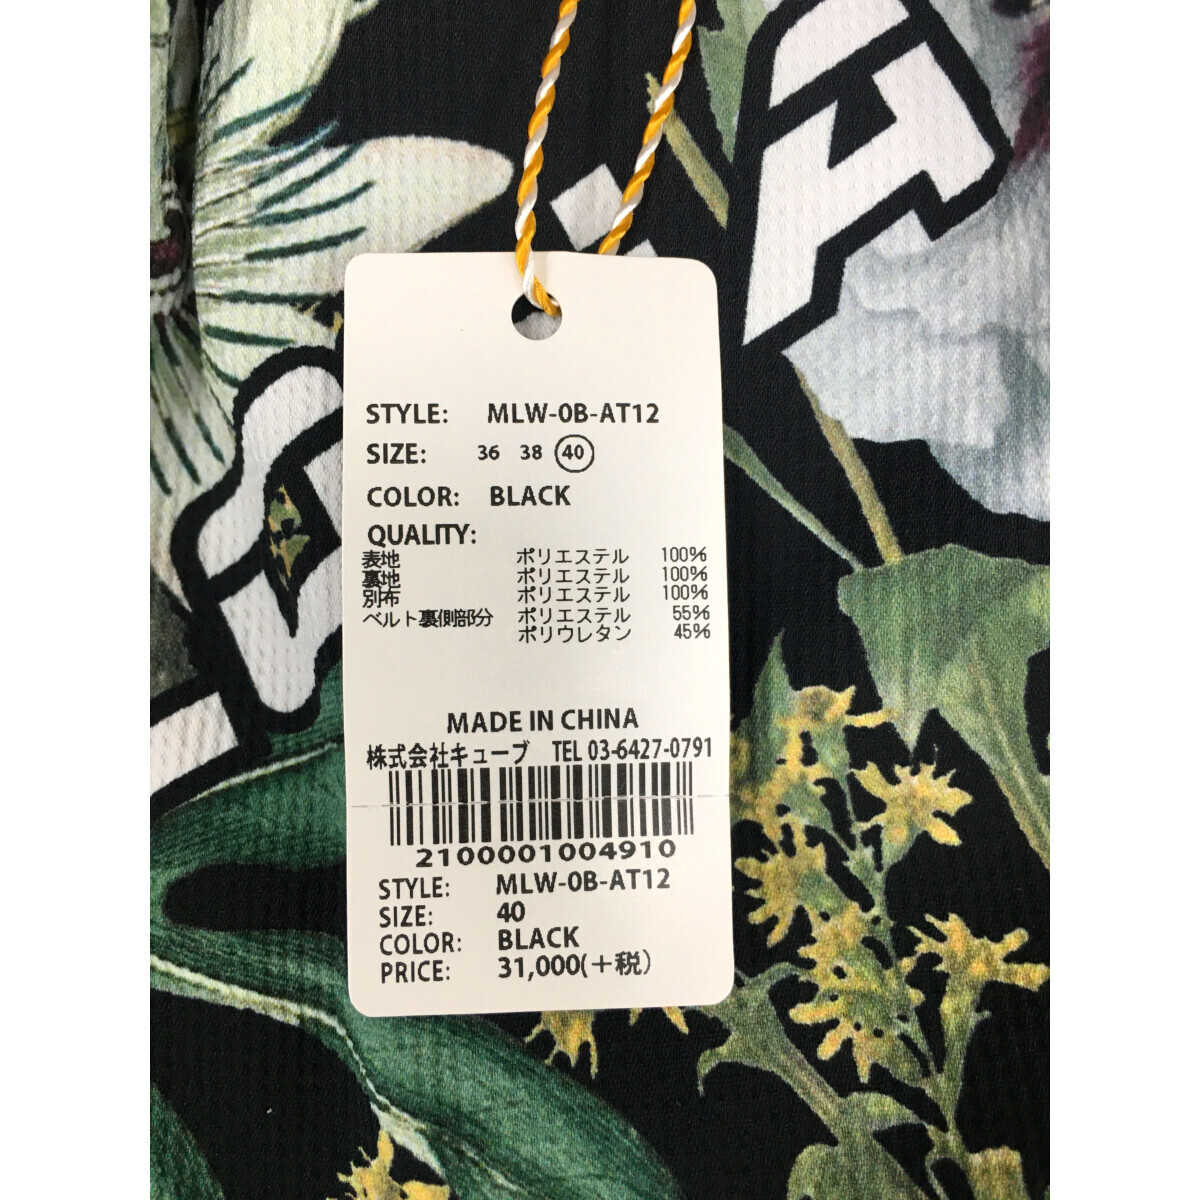 STYLE: MLW-0B-AT12
SIZE: 36 38 40
COLOR: BLACK
QUALITY:
表地 ポリエステル 100%
裏地 ポリエステル 100%
別布 ポリエステル 100%
ベルト裏側部分 ポリエステル 55%
ポリウレタン 45%
MADE IN CHINA
株式会社キューブ TEL 03-6427-0791
2100001004910
STYLE: MLW-0B-AT12
SIZE: 40
COLOR: BLACK
PRICE: 31,000(+税)